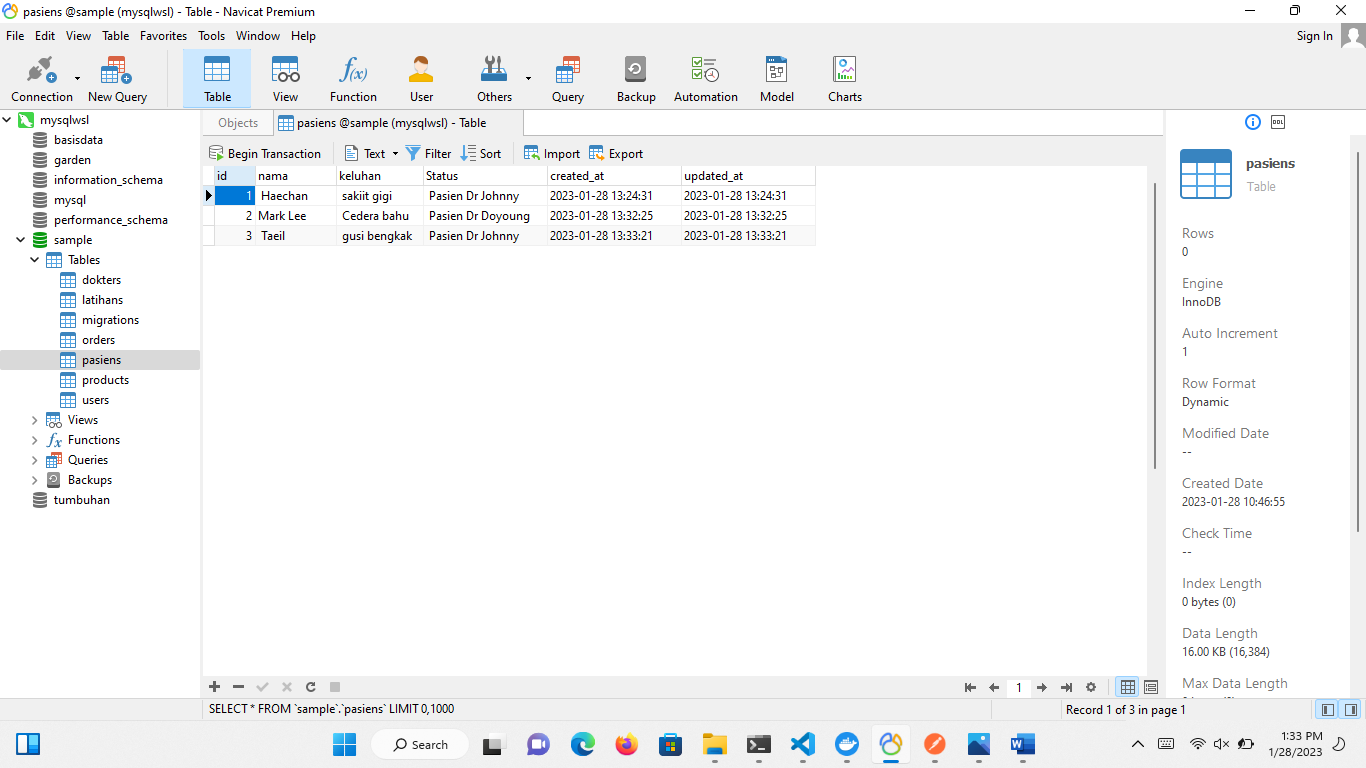 pasiens @sample (mysqlwsl) - Table - Navicat Premium
File Edit View Table Favorites Tools Window Help
Sign In
Connection New Query Table View Function User Others Query Backup Automation Model Charts
mysqlwsl
basisdata
garden
information_schema
mysql
performance_schema
sample
Tables
dokters
latihans
migrations
orders
pasiens
products
users
Views
Functions
Queries
Backups
tumbuhan
Objects pasiens @sample (mysqlwsl) - Table
Begin Transaction Text Filter Sort Import Export
id nama keluhan Status created_at updated_at
1 Haechan sakiit gigi Pasien Dr Johnny 2023-01-28 13:24:31 2023-01-28 13:24:31
2 Mark Lee Cedera bahu Pasien Dr Doyoung 2023-01-28 13:32:25 2023-01-28 13:32:25
3 Taeil gusi bengkak Pasien Dr Johnny 2023-01-28 13:33:21 2023-01-28 13:33:21
DDL
pasiens
Table
Rows
0
Engine
InnoDB
Auto Increment
1
Row Format
Dynamic
Modified Date
--
Created Date
2023-01-28 10:46:55
Check Time
--
Index Length
0 bytes (0)
Data Length
16.00 KB (16,384)
Max Data Length
1
SELECT * FROM `sample`.`pasiens` LIMIT 0,1000
Record 1 of 3 in page 1
Search
1:33 PM
1/28/2023